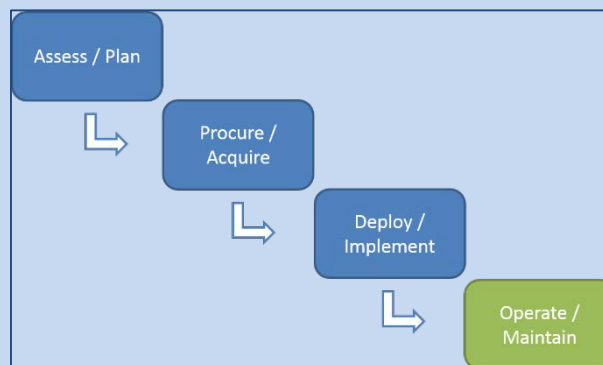 Assess / Plan
Procure /
Acquire
Deploy /
Implement
Operate /
Maintain